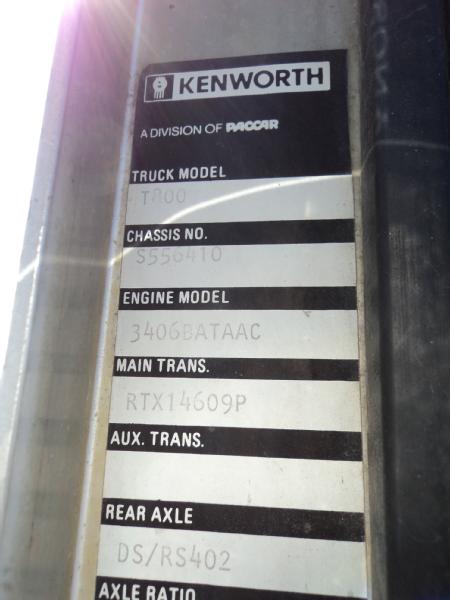 KENWORTH
A DIVISION OF PACCAR
TRUCK MODEL
T800
CHASSIS NO.
S556410
ENGINE MODEL
3406BATAAC
MAIN TRANS.
RTX14609P
AUX. TRANS.
REAR AXLE
DS/RS402
AXLE RATIO